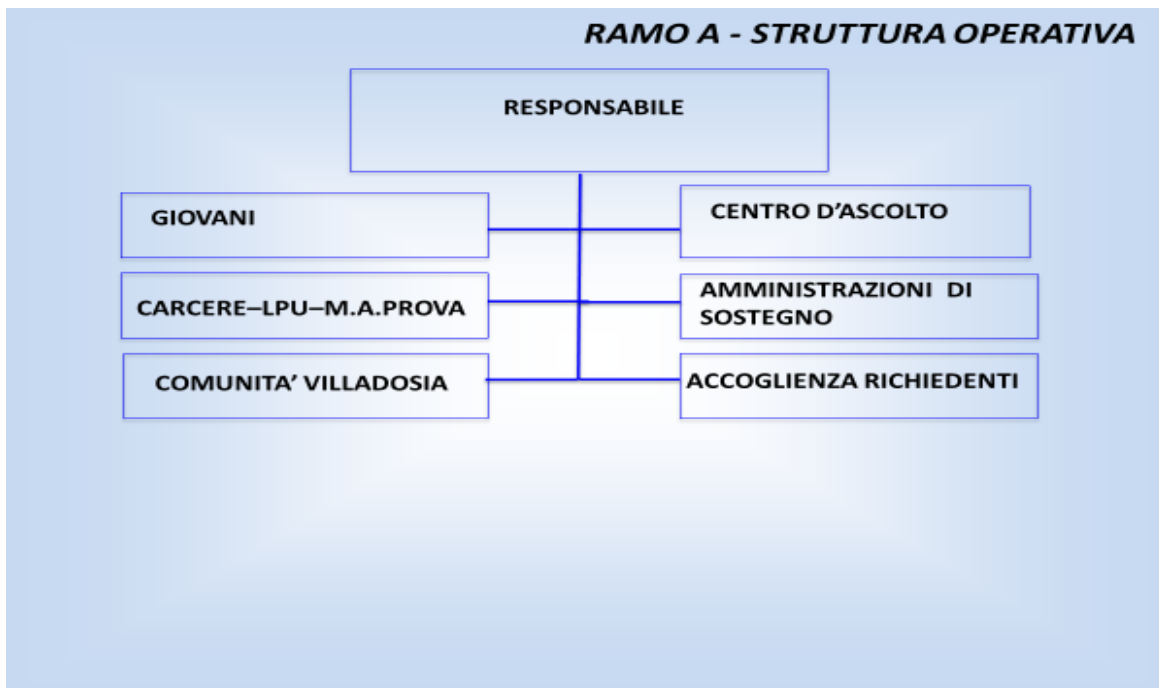 RAMO A - STRUTTURA OPERATIVA
RESPONSABILE
GIOVANI
CENTRO D’ASCOLTO
CARCERE–LPU–M.A.PROVA
AMMINISTRAZIONI DI
SOSTEGNO
COMUNITA’ VILLADOSIA
ACCOGLIENZA RICHIEDENTI